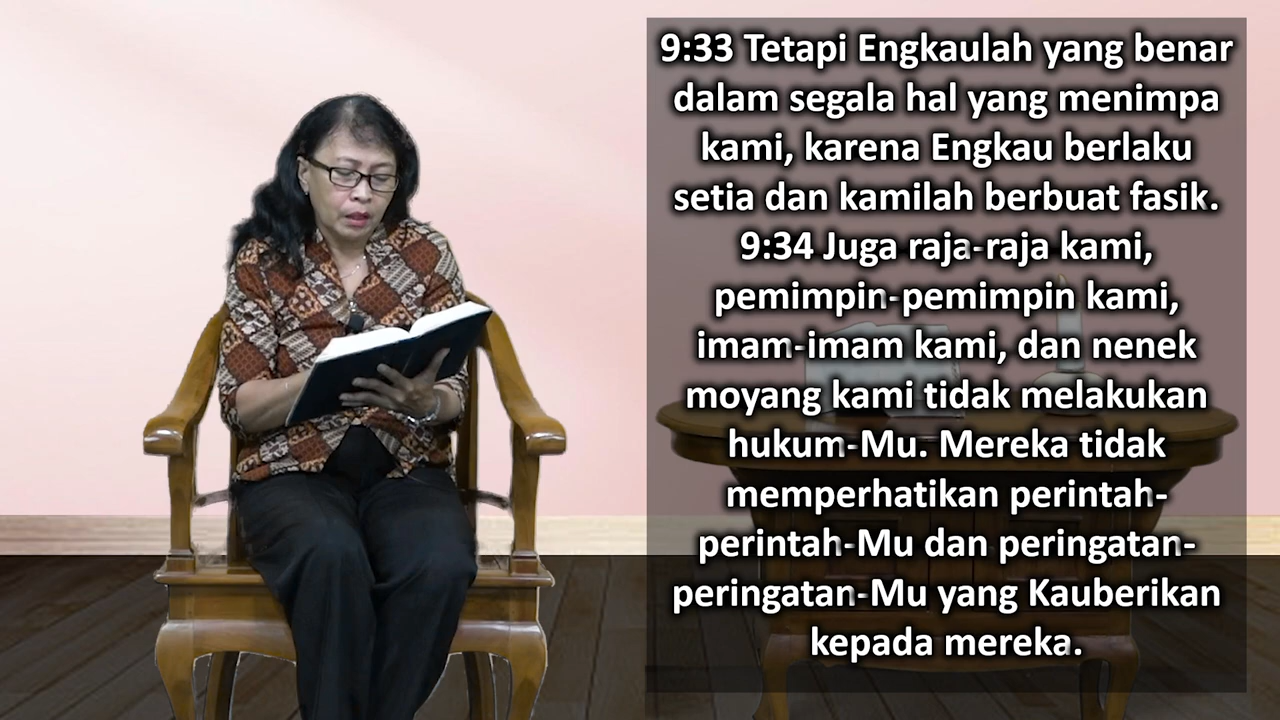 9:33 Tetapi Engkaulah yang benar
dalam segala hal yang menimpa
kami, karena Engkau berlaku
setia dan kamilah berbuat fasik.
9:34 Juga raja-raja kami,
pemimpin-pemimpin kami,
imam-imam kami, dan nenek
moyang kami tidak melakukan
hukum-Mu. Mereka tidak
memperhatikan perintah-
perintah-Mu dan peringatan-
peringatan-Mu yang Kauberikan
kepada mereka.